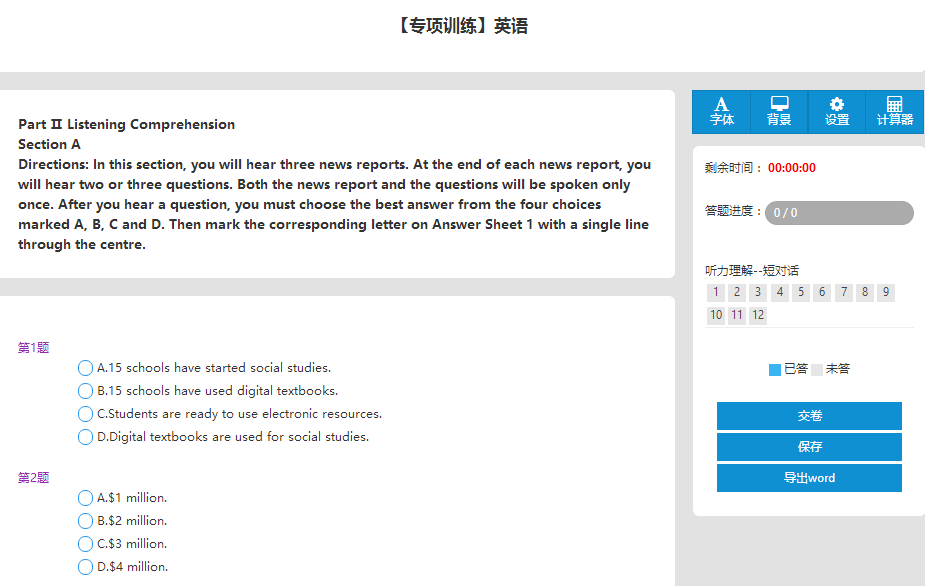 【专项训练】英语
Part Ⅱ Listening Comprehension
Section A
Directions: In this section, you will hear three news reports. At the end of each news report, you
will hear two or three questions. Both the news report and the questions will be spoken only
once. After you hear a question, you must choose the best answer from the four choices
marked A, B, C and D. Then mark the corresponding letter on Answer Sheet 1 with a single line
through the centre.
第1题
A.15 schools have started social studies.
B.15 schools have used digital textbooks.
C.Students are ready to use electronic resources.
D.Digital textbooks are used for social studies.
第2题
A.$1 million.
B.$2 million.
C.$3 million.
D.$4 million.
A
字体 背景 设置 计算器
剩余时间： 00:00:00
答题进度： 0 / 0
听力理解--短对话
1 2 3 4 5 6 7 8 9
10 11 12
已答 未答
交卷
保存
导出word